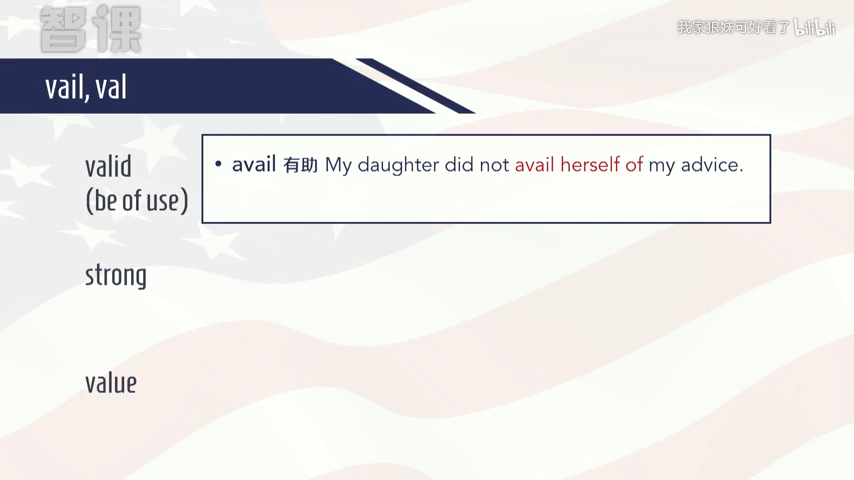 智课
我家狼妹可好看了 bilibili
vail, val
valid
(be of use)
• avail 有助 My daughter did not avail herself of my advice.
strong
value